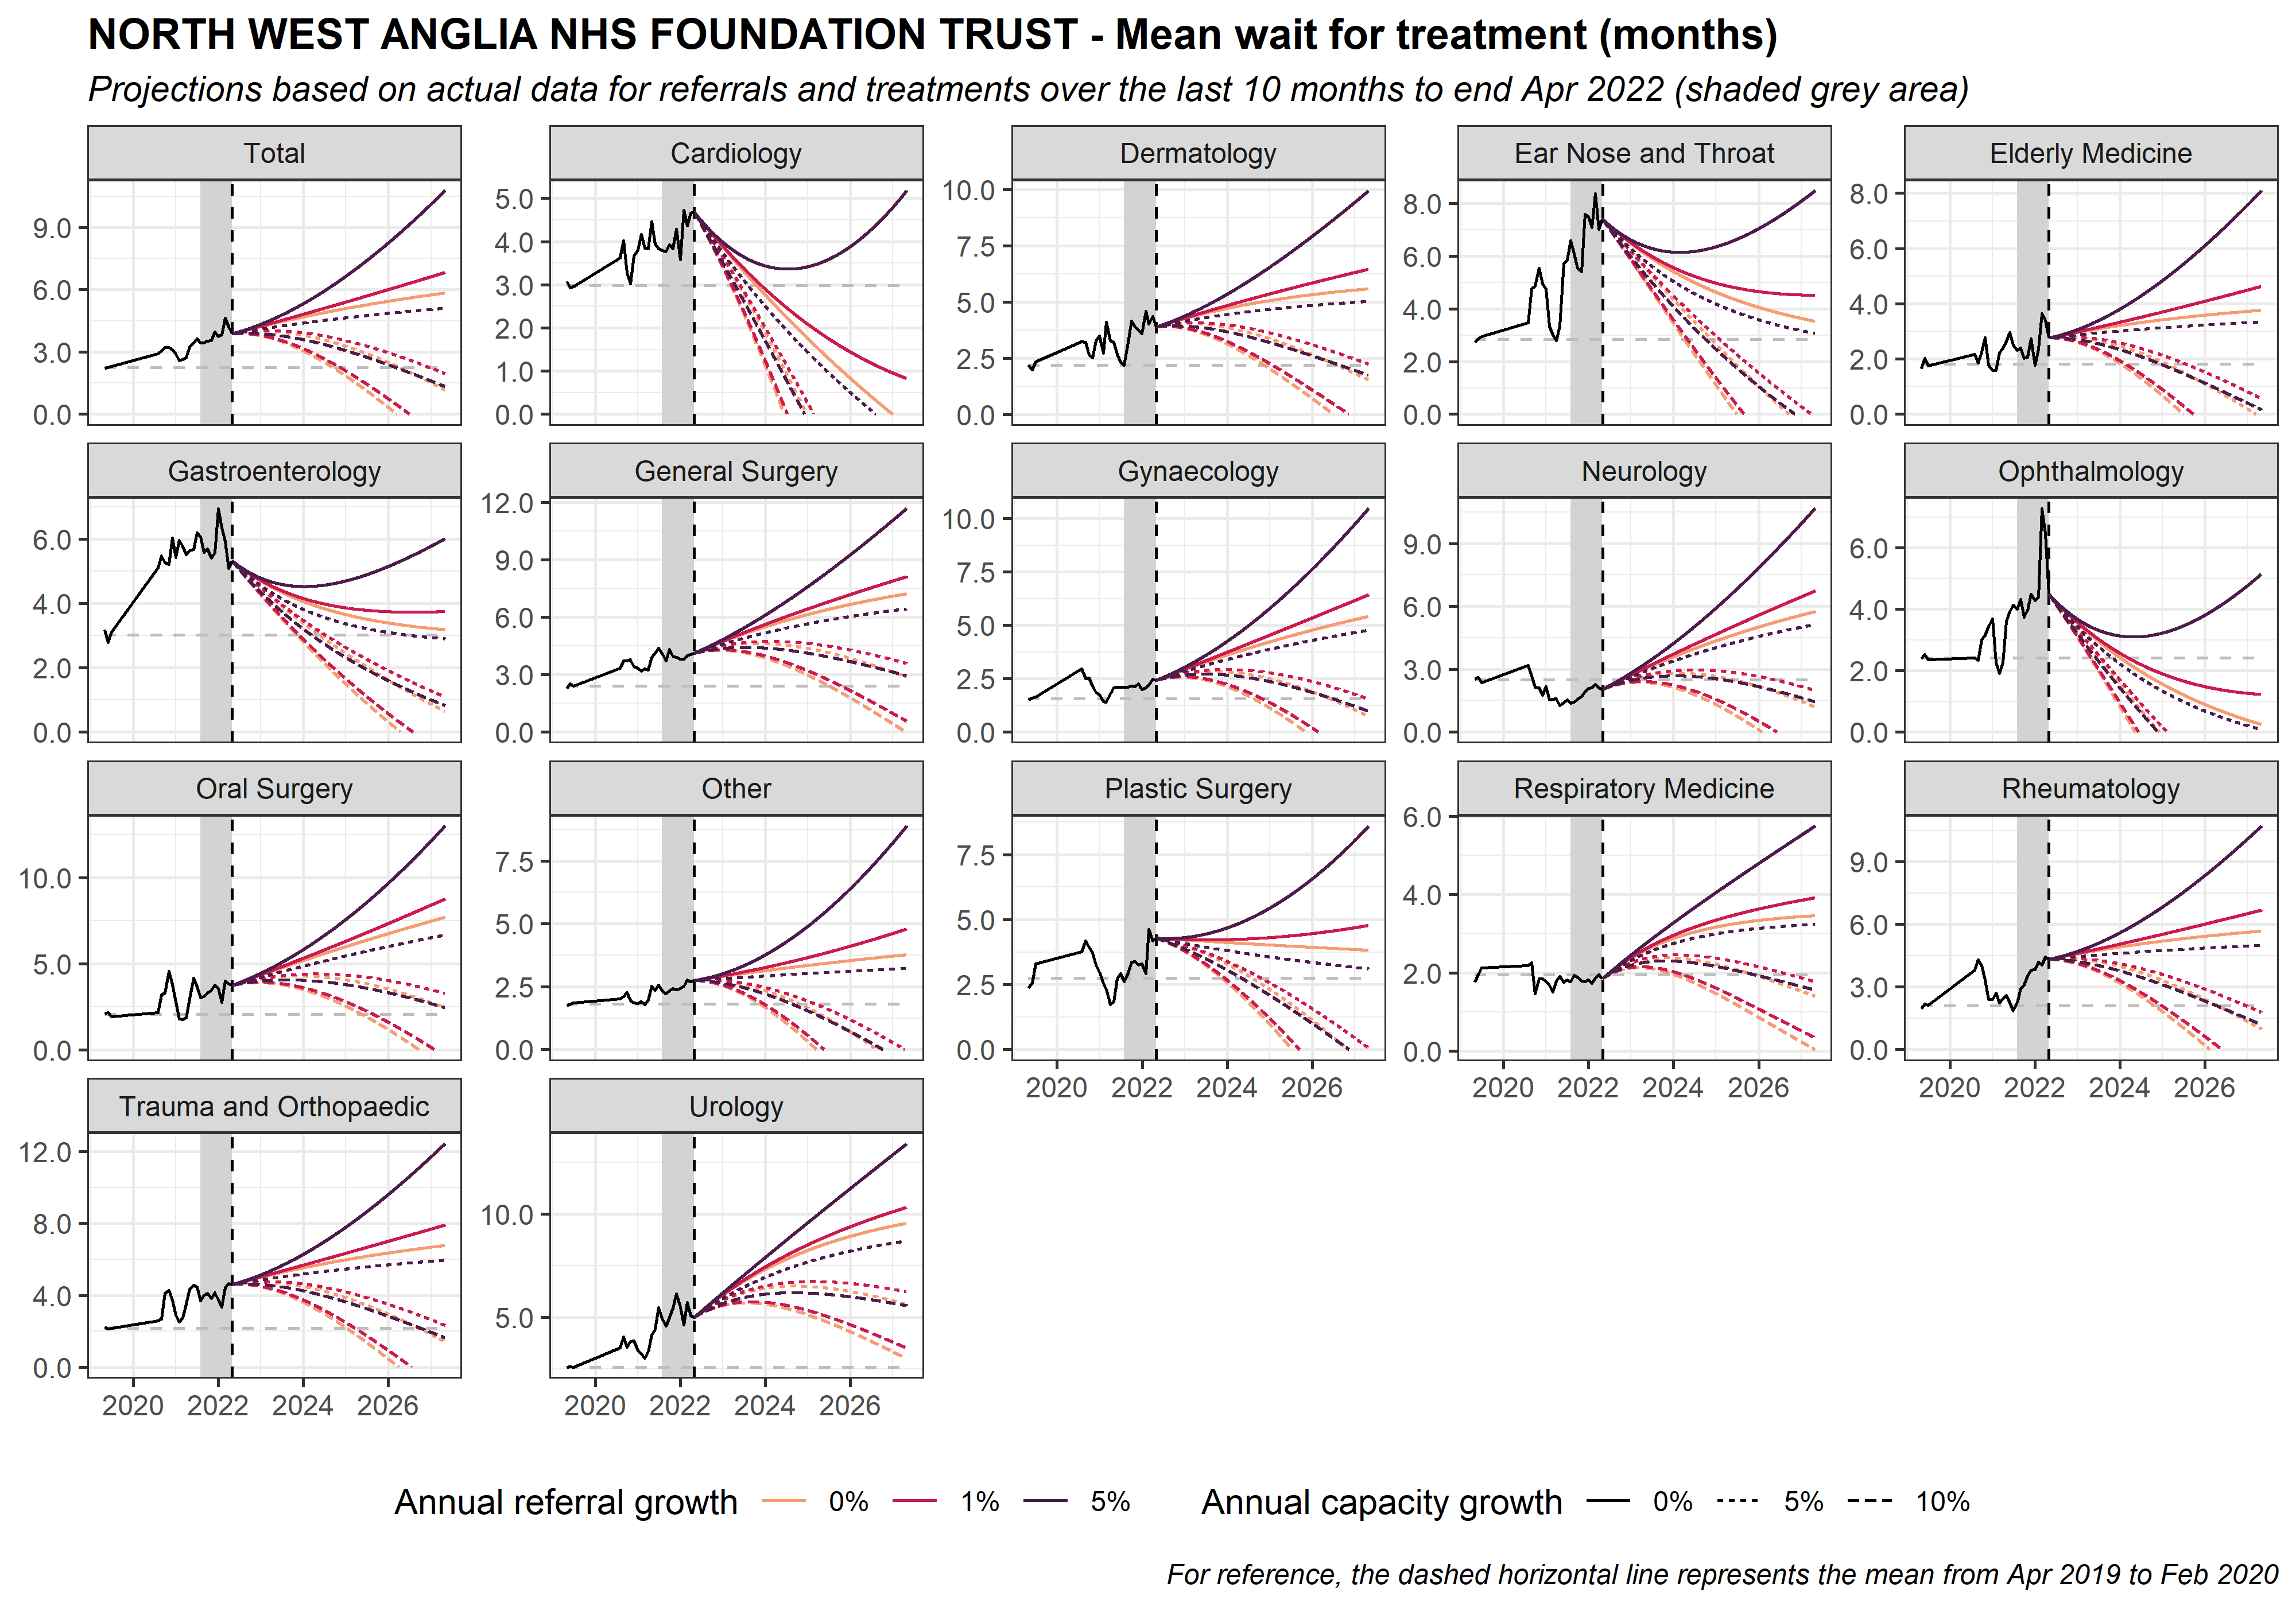 NORTH WEST ANGLIA NHS FOUNDATION TRUST - Mean wait for treatment (months)
Projections based on actual data for referrals and treatments over the last 10 months to end Apr 2022 (shaded grey area)
Total
9.0
6.0
3.0
0.0
Cardiology
5.0
4.0
3.0
2.0
1.0
0.0
Dermatology
10.0
7.5
5.0
2.5
0.0
Ear Nose and Throat
8.0
6.0
4.0
2.0
0.0
Elderly Medicine
8.0
6.0
4.0
2.0
0.0
Gastroenterology
6.0
4.0
2.0
0.0
General Surgery
12.0
9.0
6.0
3.0
0.0
Gynaecology
10.0
7.5
5.0
2.5
0.0
Neurology
9.0
6.0
3.0
0.0
Ophthalmology
6.0
4.0
2.0
0.0
Oral Surgery
10.0
5.0
0.0
Other
7.5
5.0
2.5
0.0
Plastic Surgery
7.5
5.0
2.5
0.0
2020 2022 2024 2026
Respiratory Medicine
6.0
4.0
2.0
0.0
2020 2022 2024 2026
Rheumatology
9.0
6.0
3.0
0.0
2020 2022 2024 2026
Trauma and Orthopaedic
12.0
8.0
4.0
0.0
2020 2022 2024 2026
Urology
10.0
5.0
2020 2022 2024 2026
Annual referral growth 0% 1% 5% Annual capacity growth 0% 5% 10%
For reference, the dashed horizontal line represents the mean from Apr 2019 to Feb 2020